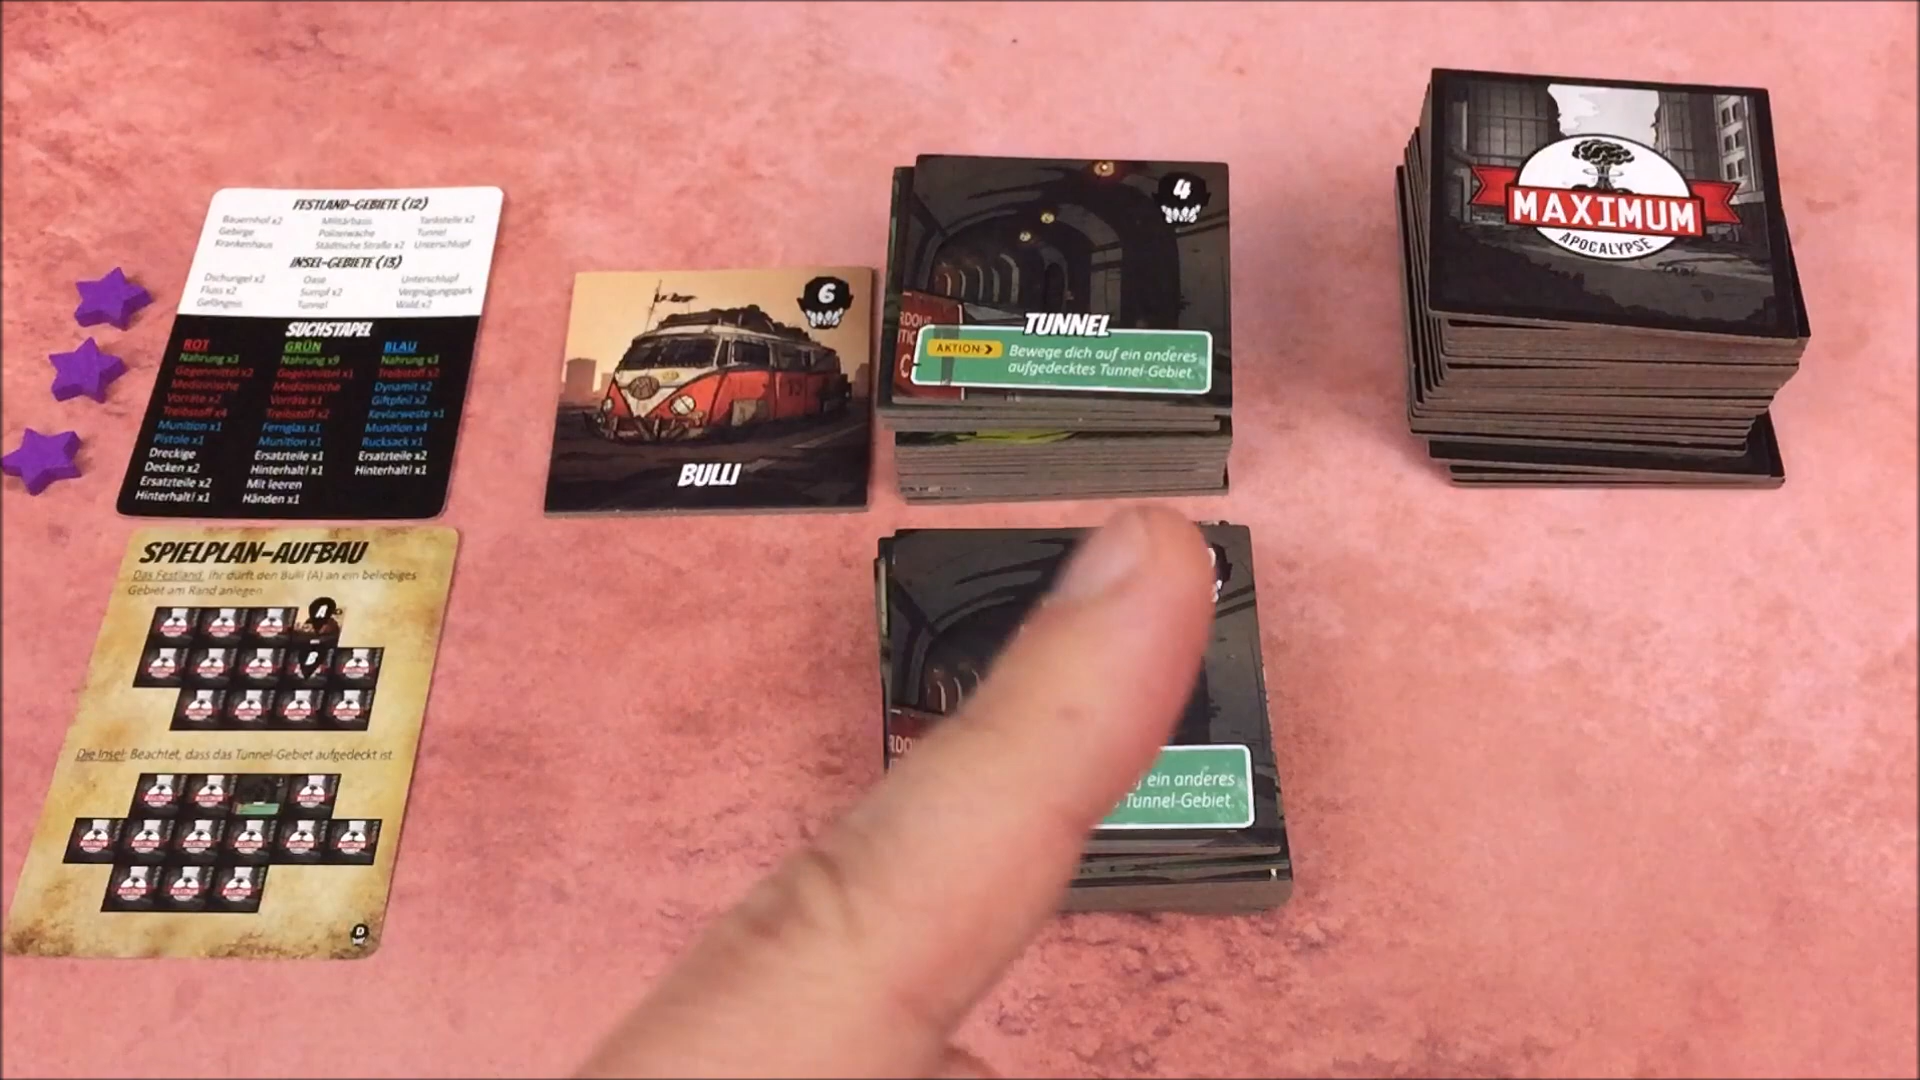 FESTLAND-GEBIETE (12)
Bauernhof x2 Militärbasis Tankstelle x2
Gebirge Polizeiwache Tunnel
Krankenhaus Städtische Straße x2 Unterschlupf
INSEL-GEBIETE (13)
Dschungel x2 Oase Unterschlupf
Fluss x2 Sumpf x2 Vergnügungspark
Gefängnis Tunnel Wald x2
SUCHSTAPEL
ROT GRÜN BLAU
Nahrung x3 Nahrung x9 Nahrung x3
Gegenmittel x2 Gegenmittel x1 Treibstoff x2
Medizinische Medizinische Dynamit x2
Vorräte x2 Vorräte x1 Giftpfeil x2
Treibstoff x4 Treibstoff x2 Kevlarweste x1
Munition x1 Fernglas x1 Munition x4
Pistole x1 Munition x1 Rucksack x1
Dreckige Ersatzteile x1 Ersatzteile x2
Decken x2 Hinterhalt! x1 Hinterhalt! x1
Ersatzteile x2 Mit leeren
Hinterhalt! x1 Händen x1
SPIELPLAN-AUFBAU
Das Festland: Ihr dürft den Bulli (A) an ein beliebiges
Gebiet am Rand anlegen
A
B
Die Insel: Beachtet, dass das Tunnel-Gebiet aufgedeckt ist
D
6
BULLI
4
TUNNEL
AKTION
Bewege dich auf ein anderes
aufgedecktes Tunnel-Gebiet.
ein anderes
Tunnel-Gebiet.
MAXIMUM
APOCALYPSE